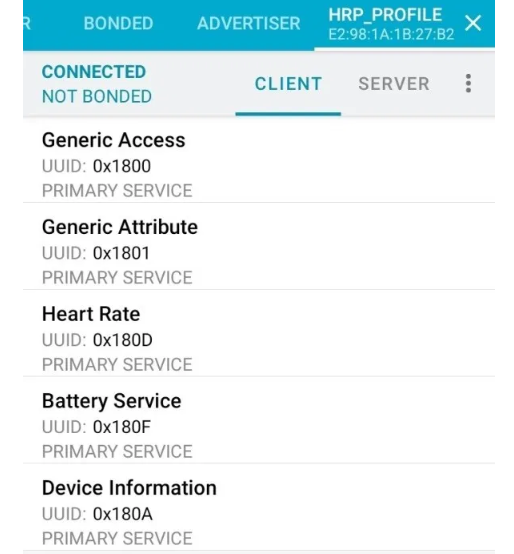 R BONDED ADVERTISER HRP_PROFILE
E2:98:1A:1B:27:B2
CONNECTED
NOT BONDED
CLIENT SERVER
Generic Access
UUID: 0x1800
PRIMARY SERVICE
Generic Attribute
UUID: 0x1801
PRIMARY SERVICE
Heart Rate
UUID: 0x180D
PRIMARY SERVICE
Battery Service
UUID: 0x180F
PRIMARY SERVICE
Device Information
UUID: 0x180A
PRIMARY SERVICE